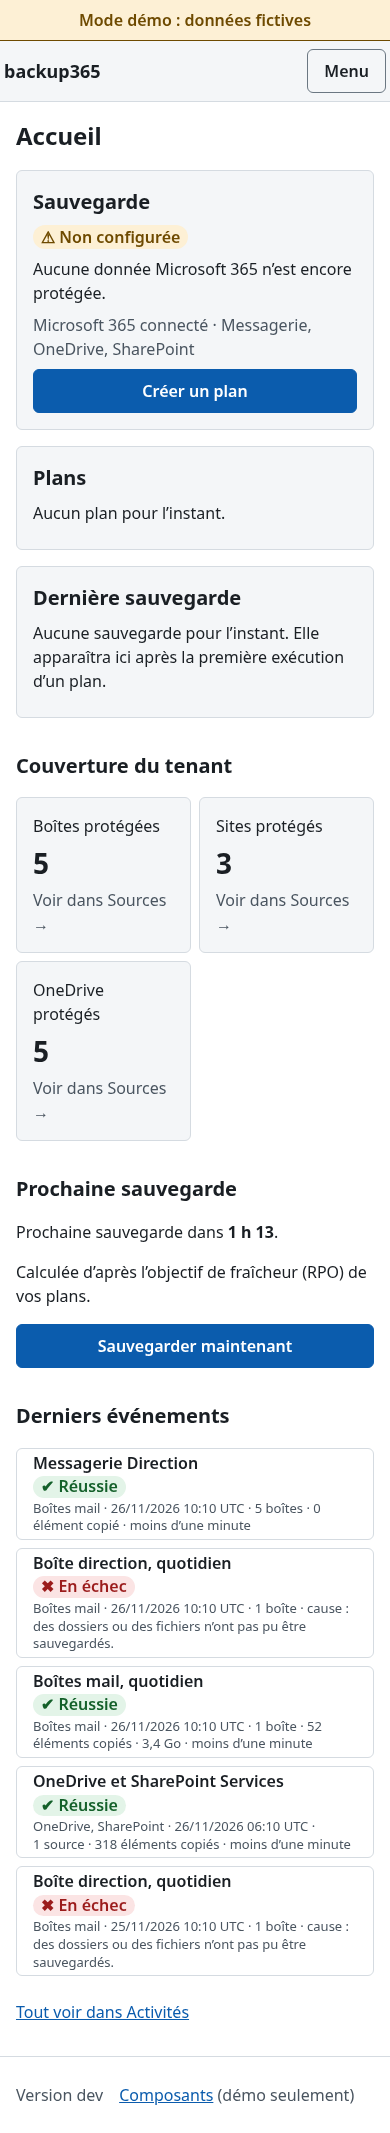 Mode démo : données fictives
backup365
Menu
Accueil
Sauvegarde
⚠ Non configurée
Aucune donnée Microsoft 365 n’est encore
protégée.
Microsoft 365 connecté · Messagerie,
OneDrive, SharePoint
Créer un plan
Plans
Aucun plan pour l’instant.
Dernière sauvegarde
Aucune sauvegarde pour l’instant. Elle
apparaîtra ici après la première exécution
d’un plan.
Couverture du tenant
Boîtes protégées
5
Voir dans Sources
→
Sites protégés
3
Voir dans Sources
→
OneDrive
protégés
5
Voir dans Sources
→
Prochaine sauvegarde
Prochaine sauvegarde dans 1 h 13.
Calculée d’après l’objectif de fraîcheur (RPO) de
vos plans.
Sauvegarder maintenant
Derniers événements
Messagerie Direction
✔ Réussie
Boîtes mail · 26/11/2026 10:10 UTC · 5 boîtes · 0
élément copié · moins d’une minute
Boîte direction, quotidien
✖ En échec
Boîtes mail · 26/11/2026 10:10 UTC · 1 boîte · cause :
des dossiers ou des fichiers n’ont pas pu être
sauvegardés.
Boîtes mail, quotidien
✔ Réussie
Boîtes mail · 26/11/2026 10:10 UTC · 1 boîte · 52
éléments copiés · 3,4 Go · moins d’une minute
OneDrive et SharePoint Services
✔ Réussie
OneDrive, SharePoint · 26/11/2026 06:10 UTC ·
1 source · 318 éléments copiés · moins d’une minute
Boîte direction, quotidien
✖ En échec
Boîtes mail · 25/11/2026 10:10 UTC · 1 boîte · cause :
des dossiers ou des fichiers n’ont pas pu être
sauvegardés.
Tout voir dans Activités
Version dev Composants (démo seulement)